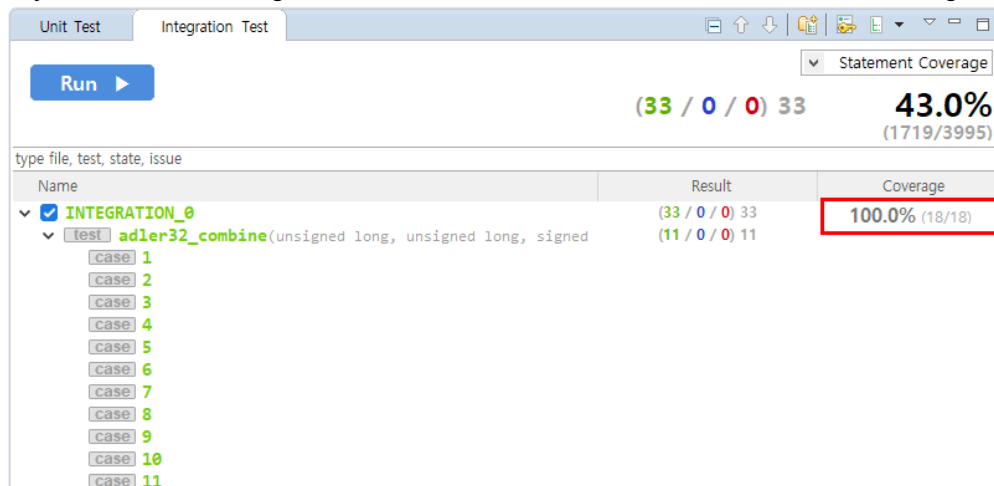 Unit Test
Integration Test
Run
Statement Coverage
(33 / 0 / 0) 33
43.0%
(1719/3995)
type file, test, state, issue
Name Result Coverage
INTEGRATION_0 (33 / 0 / 0) 33 100.0% (18/18)
test adler32_combine(unsigned long, unsigned long, signed (11 / 0 / 0) 11
case 1
case 2
case 3
case 4
case 5
case 6
case 7
case 8
case 9
case 10
case 11